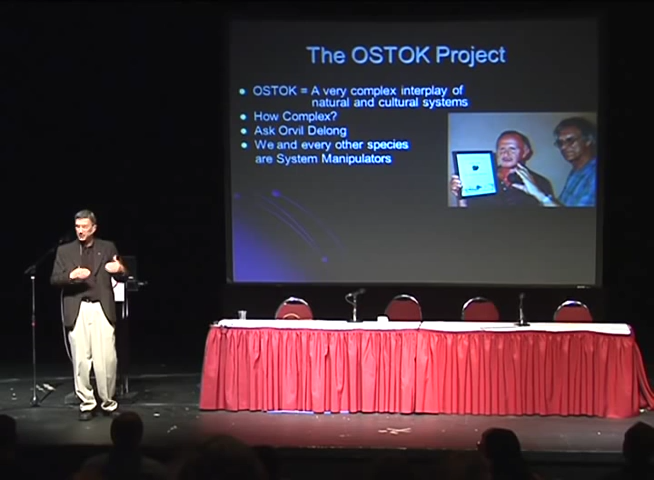 The OSTOK Project
OSTOK = A very complex interplay of
natural and cultural systems
How Complex?
Ask Orvil Delong
We and every other species
are System Manipulators